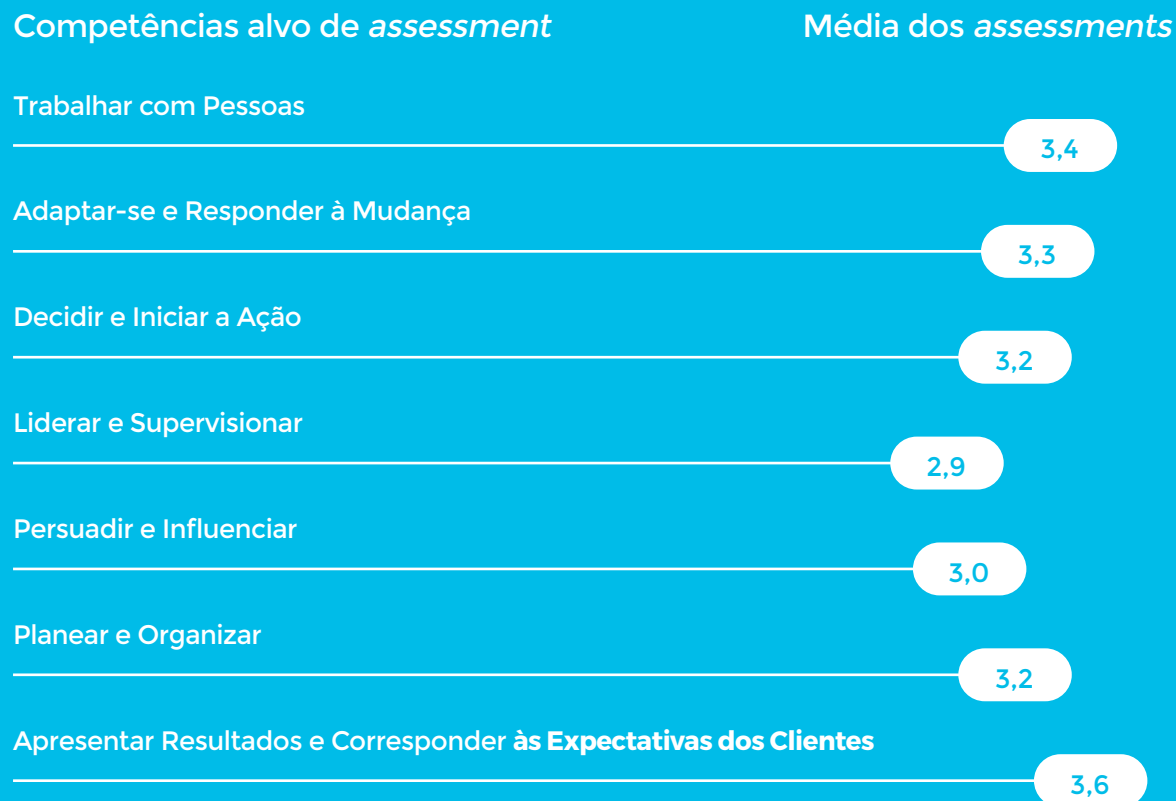 Competências alvo de assessment
Média dos assessments
Trabalhar com Pessoas
3,4
Adaptar-se e Responder à Mudança
3,3
Decidir e Iniciar a Ação
3,2
Liderar e Supervisionar
2,9
Persuadir e Influenciar
3,0
Planear e Organizar
3,2
Apresentar Resultados e Corresponder às Expectativas dos Clientes
3,6